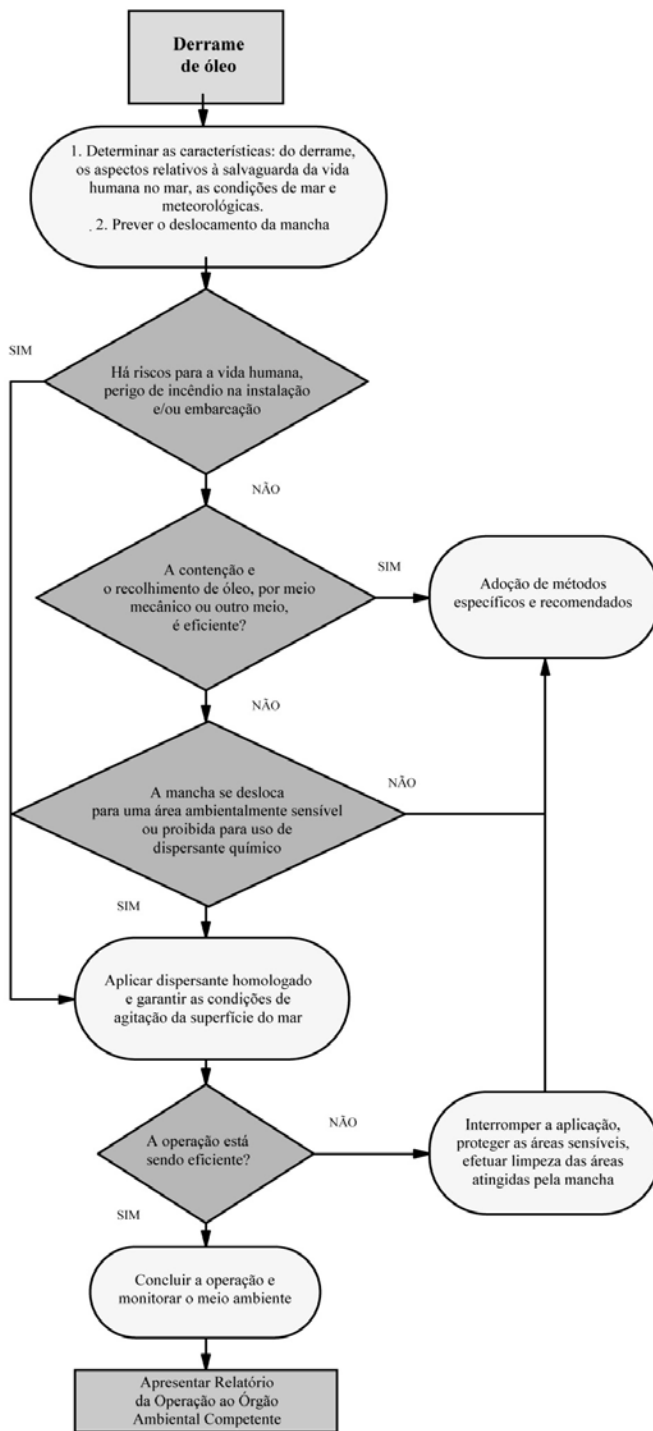 Derrame
de óleo
1. Determinar as características: do derrame,
os aspectos relativos à salvaguarda da vida
humana no mar, as condições de mar e
meteorológicas.
. 2. Prever o deslocamento da mancha
SIM
Há riscos para a vida humana,
perigo de incêndio na instalação
e/ou embarcação
NÃO
A contenção e
o recolhimento de óleo, por meio
mecânico ou outro meio,
é eficiente?
SIM
Adoção de métodos
específicos e recomendados
NÃO
A mancha se desloca
para uma área ambientalmente sensível
ou proibida para uso de
dispersante químico
NÃO
SIM
Aplicar dispersante homologado
e garantir as condições de
agitação da superfície do mar
A operação está
sendo eficiente?
NÃO
Interromper a aplicação,
proteger as áreas sensíveis,
efetuar limpeza das áreas
atingidas pela mancha
SIM
Concluir a operação e
monitorar o meio ambiente
Apresentar Relatório
da Operação ao Órgão
Ambiental Competente